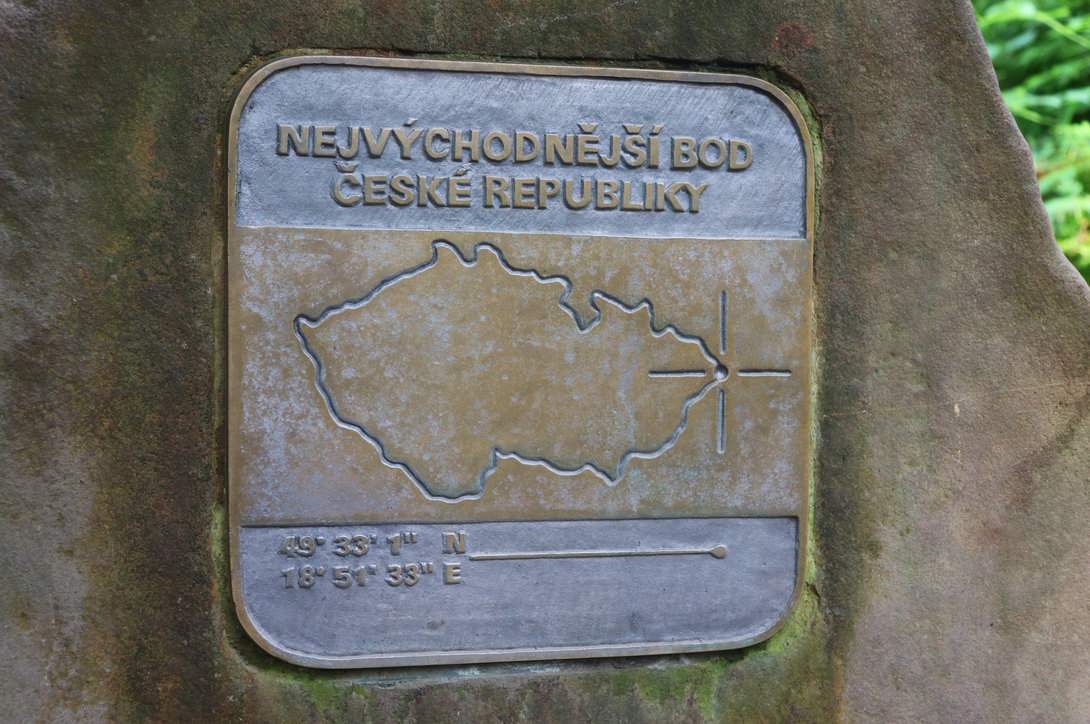 NEJVÝCHODNĚJŠÍ BOD
ČESKÉ REPUBLIKY
49° 33' 1" N
18° 51' 33" E